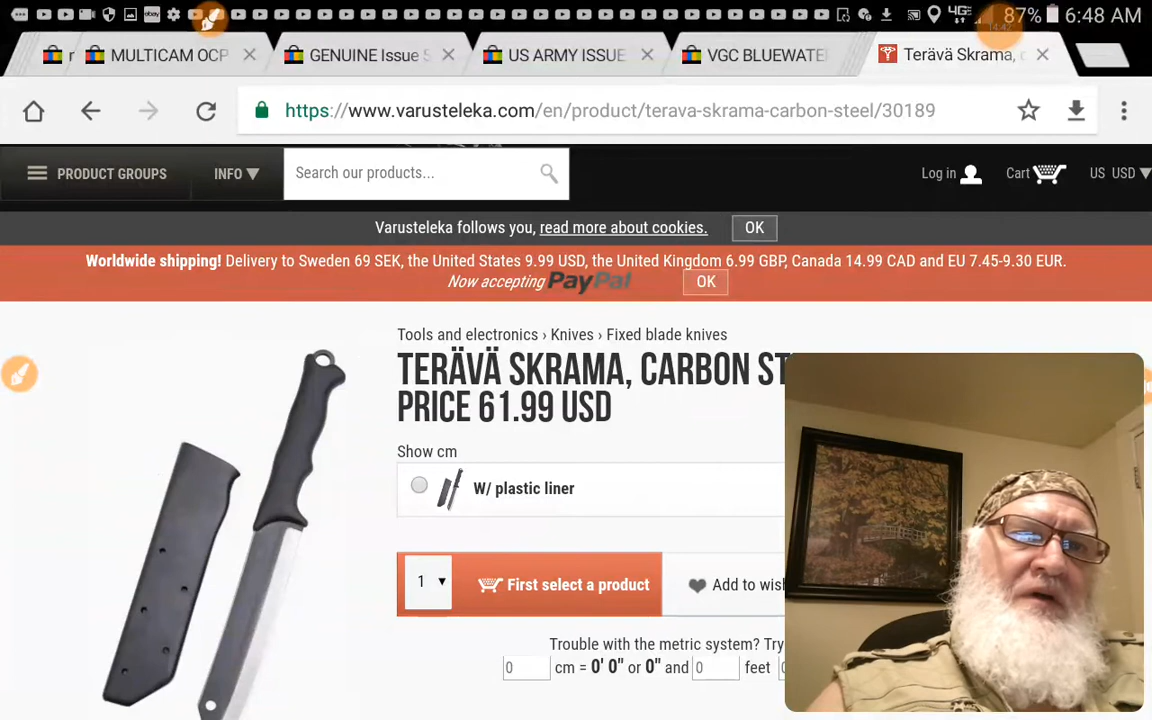 87% 6:48 AM
r MULTICAM OCP GENUINE Issue S US ARMY ISSUE VGC BLUEWATE Terävä Skrama, c
https://www.varusteleka.com/en/product/terava-skrama-carbon-steel/30189
PRODUCT GROUPS INFO Search our products... Log in Cart US USD
Varusteleka follows you, read more about cookies. OK
Worldwide shipping! Delivery to Sweden 69 SEK, the United States 9.99 USD, the United Kingdom 6.99 GBP, Canada 14.99 CAD and EU 7.45-9.30 EUR.
Now accepting PayPal OK
Tools and electronics › Knives › Fixed blade knives
TERÄVÄ SKRAMA, CARBON ST
PRICE 61.99 USD
Show cm
W/ plastic liner
1 First select a product Add to wish
Trouble with the metric system? Try
0 cm = 0' 0" or 0" and 0 feet